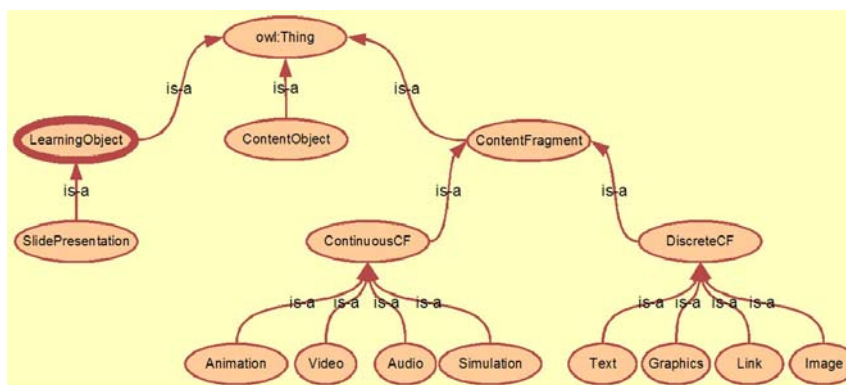 owl:Thing
is-a is-a is-a
LearningObject ContentObject ContentFragment
is-a is-a is-a
SlidePresentation ContinuousCF DiscreteCF
is-a is-a is-a is-a is-a is-a is-a is-a
Animation Video Audio Simulation Text Graphics Link Image